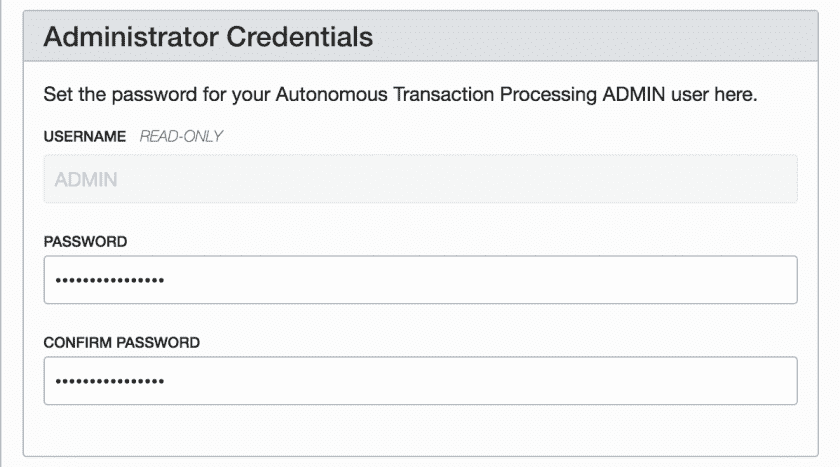 Administrator Credentials
Set the password for your Autonomous Transaction Processing ADMIN user here.
USERNAME READ-ONLY
ADMIN
PASSWORD
••••••••••••••••
CONFIRM PASSWORD
••••••••••••••••